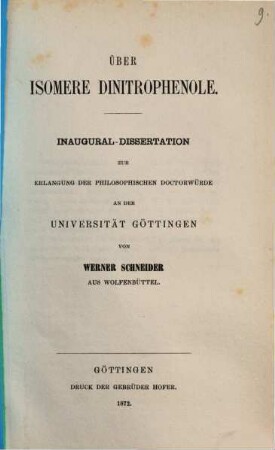 9.
ÜBER
ISOMERE DINITROPHENOLE.
INAUGURAL-DISSERTATION
ZUR
ERLANGUNG DER PHILOSOPHISCHEN DOCTORWÜRDE
AN DER
UNIVERSITÄT GÖTTINGEN
VON
WERNER SCHNEIDER
AUS WOLFENBÜTTEL.
GÖTTINGEN
DRUCK DER GEBRÜDER HOFER.
1872.